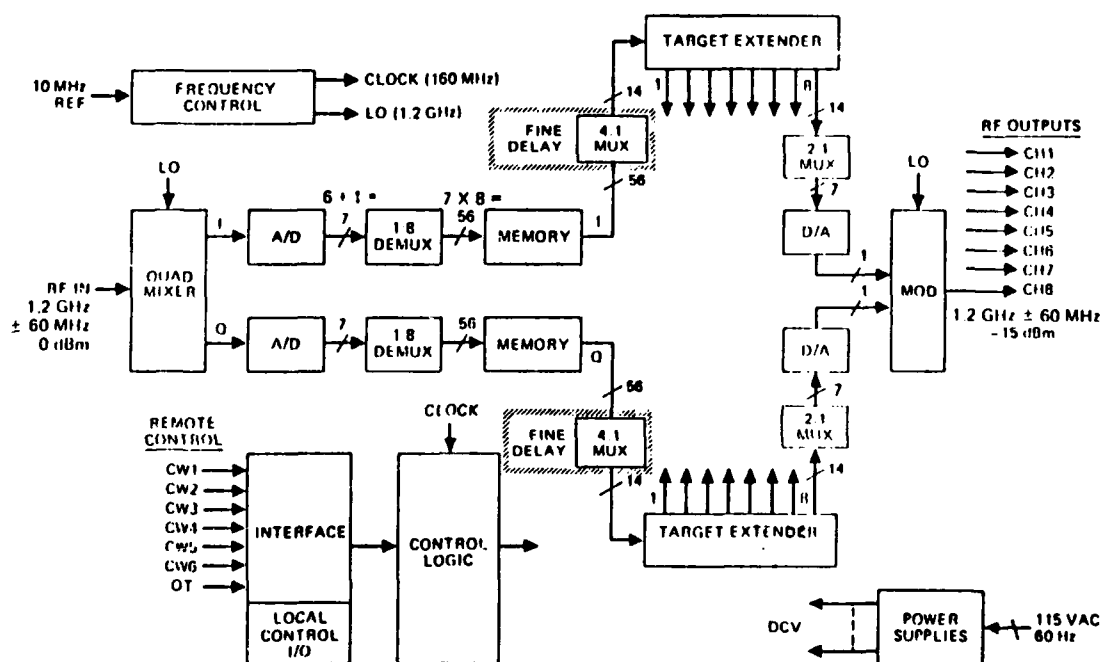 TARGET EXTENDER
1
8
14
14
10 MHz
REF
FREQUENCY
CONTROL
CLOCK (160 MHz)
LO (1.2 GHz)
FINE
DELAY
4:1
MUX
56
2:1
MUX
7
D/A
1
RF OUTPUTS
CH1
CH2
CH3
CH4
CH5
CH6
CH7
CH8
1.2 GHz ± 60 MHz
-15 dBm
LO
MOD
LO
QUAD
MIXER
RF IN
1.2 GHz
± 60 MHz
0 dBm
I
A/D
6 + 1 =
7
1:8
DEMUX
7 X 8 =
56
MEMORY
I
Q
A/D
7
1:8
DEMUX
56
MEMORY
Q
56
1
D/A
7
2:1
MUX
14
FINE
DELAY
4:1
MUX
14
1
8
TARGET EXTENDER
REMOTE
CONTROL
CW1
CW2
CW3
CW4
CW5
CW6
OT
INTERFACE
LOCAL
CONTROL
I/O
CLOCK
CONTROL
LOGIC
DCV
POWER
SUPPLIES
115 VAC
60 Hz